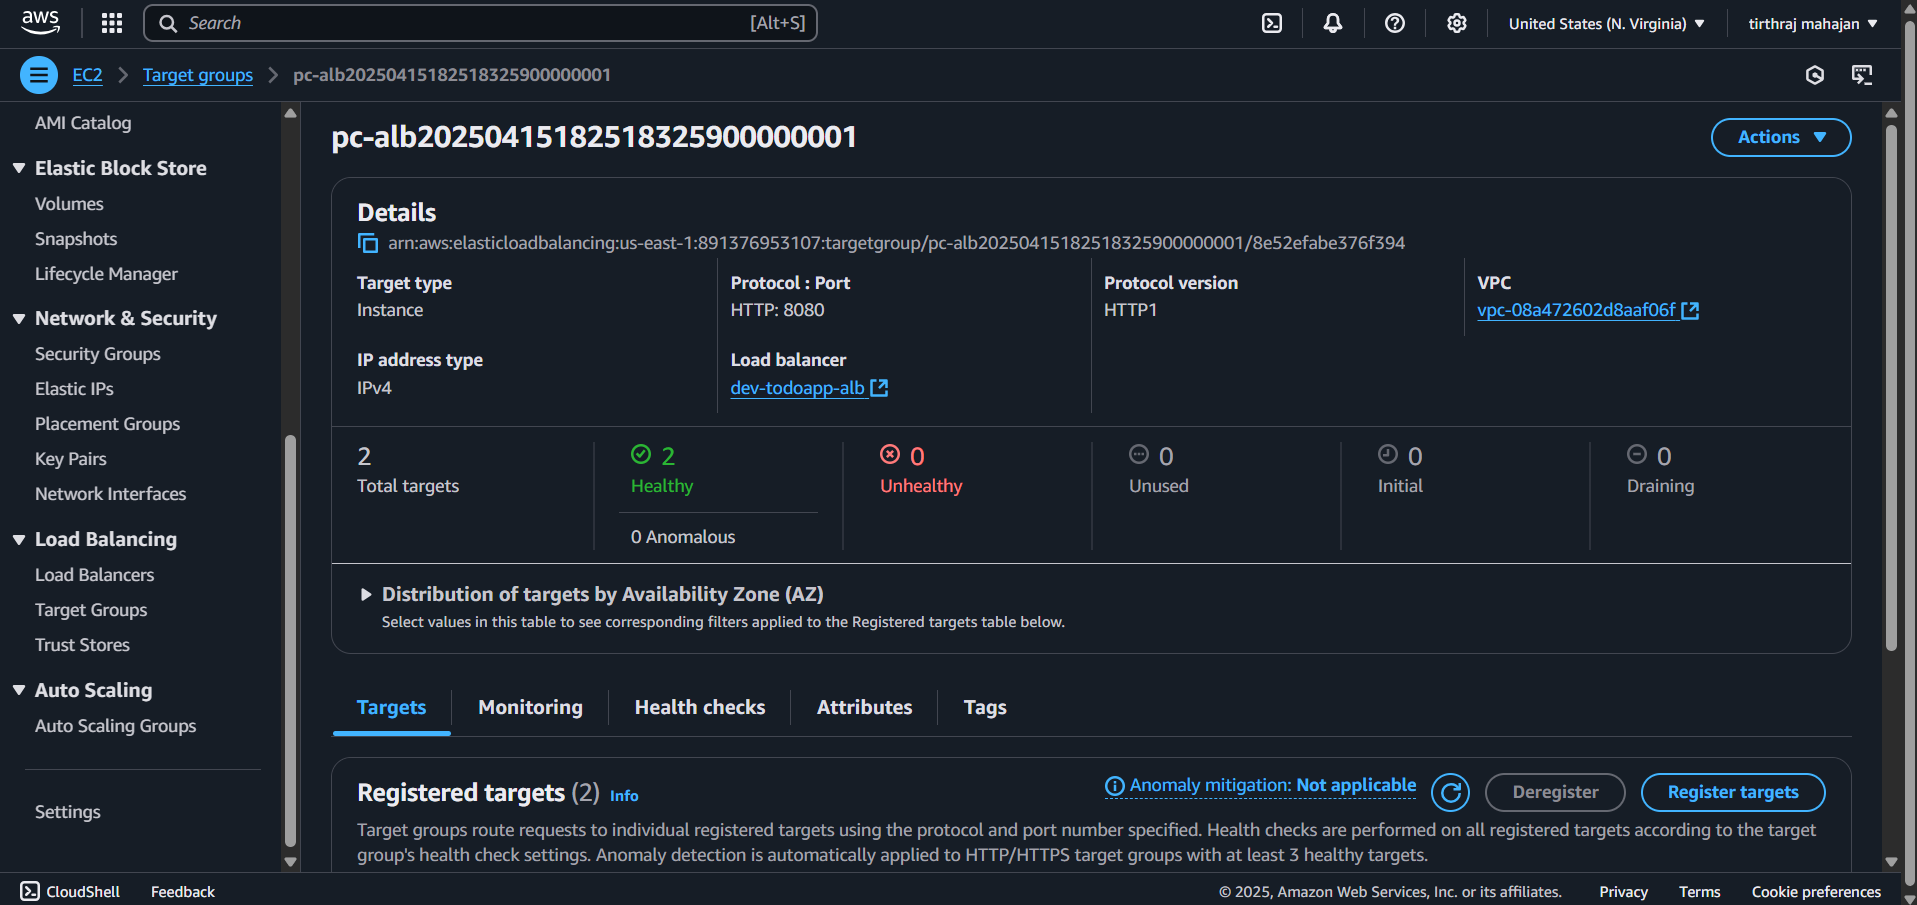 aws
Search [Alt+S]
United States (N. Virginia)
tirthraj mahajan
EC2 > Target groups > pc-alb20250415182518325900000001
AMI Catalog
Elastic Block Store
Volumes
Snapshots
Lifecycle Manager
Network & Security
Security Groups
Elastic IPs
Placement Groups
Key Pairs
Network Interfaces
Load Balancing
Load Balancers
Target Groups
Trust Stores
Auto Scaling
Auto Scaling Groups
Settings
pc-alb20250415182518325900000001
Actions
Details
arn:aws:elasticloadbalancing:us-east-1:891376953107:targetgroup/pc-alb20250415182518325900000001/8e52efabe376f394
Target type
Instance
Protocol : Port
HTTP: 8080
Protocol version
HTTP1
VPC
vpc-08a472602d8aaf06f
IP address type
IPv4
Load balancer
dev-todoapp-alb
2
Total targets
2
Healthy
0 Anomalous
0
Unhealthy
0
Unused
0
Initial
0
Draining
Distribution of targets by Availability Zone (AZ)
Select values in this table to see corresponding filters applied to the Registered targets table below.
Targets
Monitoring
Health checks
Attributes
Tags
Registered targets (2) Info
Anomaly mitigation: Not applicable
Deregister
Register targets
Target groups route requests to individual registered targets using the protocol and port number specified. Health checks are performed on all registered targets according to the target
group's health check settings. Anomaly detection is automatically applied to HTTP/HTTPS target groups with at least 3 healthy targets.
CloudShell
Feedback
© 2025, Amazon Web Services, Inc. or its affiliates.
Privacy
Terms
Cookie preferences